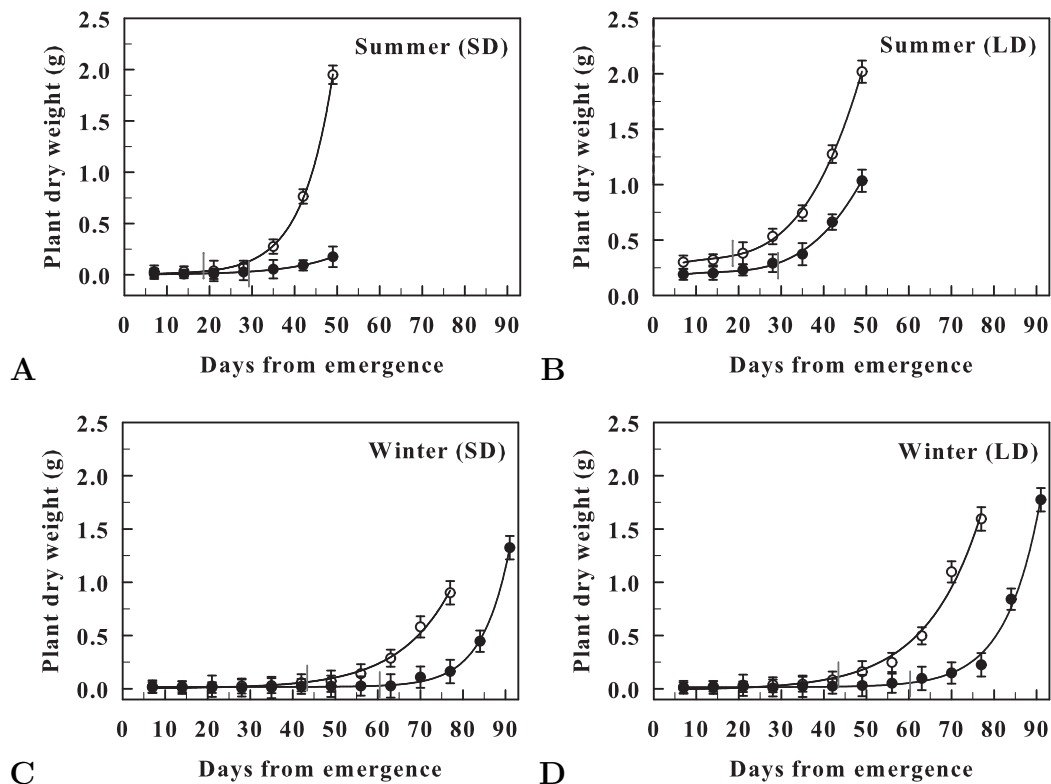 2.5
2.0
1.5
1.0
0.5
0.0
Plant dry weight (g)
Summer (SD)
0 10 20 30 40 50 60 70 80 90
Days from emergence
A
2.5
2.0
1.5
1.0
0.5
0.0
Plant dry weight (g)
Summer (LD)
0 10 20 30 40 50 60 70 80 90
Days from emergence
B
2.5
2.0
1.5
1.0
0.5
0.0
Plant dry weight (g)
Winter (SD)
0 10 20 30 40 50 60 70 80 90
Days from emergence
C
2.5
2.0
1.5
1.0
0.5
0.0
Plant dry weight (g)
Winter (LD)
0 10 20 30 40 50 60 70 80 90
Days from emergence
D